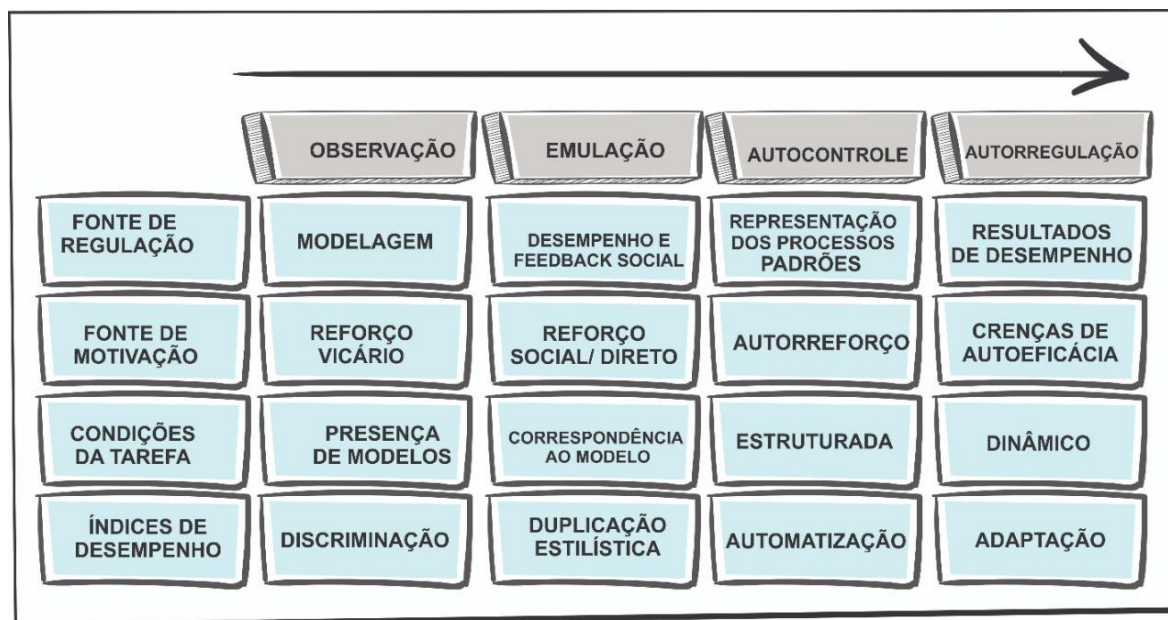 OBSERVAÇÃO
EMULAÇÃO
AUTOCONTROLE
AUTORREGULAÇÃO
FONTE DE
REGULAÇÃO
MODELAGEM
DESEMPENHO E
FEEDBACK SOCIAL
REPRESENTAÇÃO
DOS PROCESSOS
PADRÕES
RESULTADOS
DE DESEMPENHO
FONTE DE
MOTIVAÇÃO
REFORÇO
VICÁRIO
REFORÇO
SOCIAL/ DIRETO
AUTORREFORÇO
CRENÇAS DE
AUTOEFICÁCIA
CONDIÇÕES
DA TAREFA
PRESENÇA
DE MODELOS
CORRESPONDÊNCIA
AO MODELO
ESTRUTURADA
DINÂMICO
ÍNDICES DE
DESEMPENHO
DISCRIMINAÇÃO
DUPLICAÇÃO
ESTILÍSTICA
AUTOMATIZAÇÃO
ADAPTAÇÃO